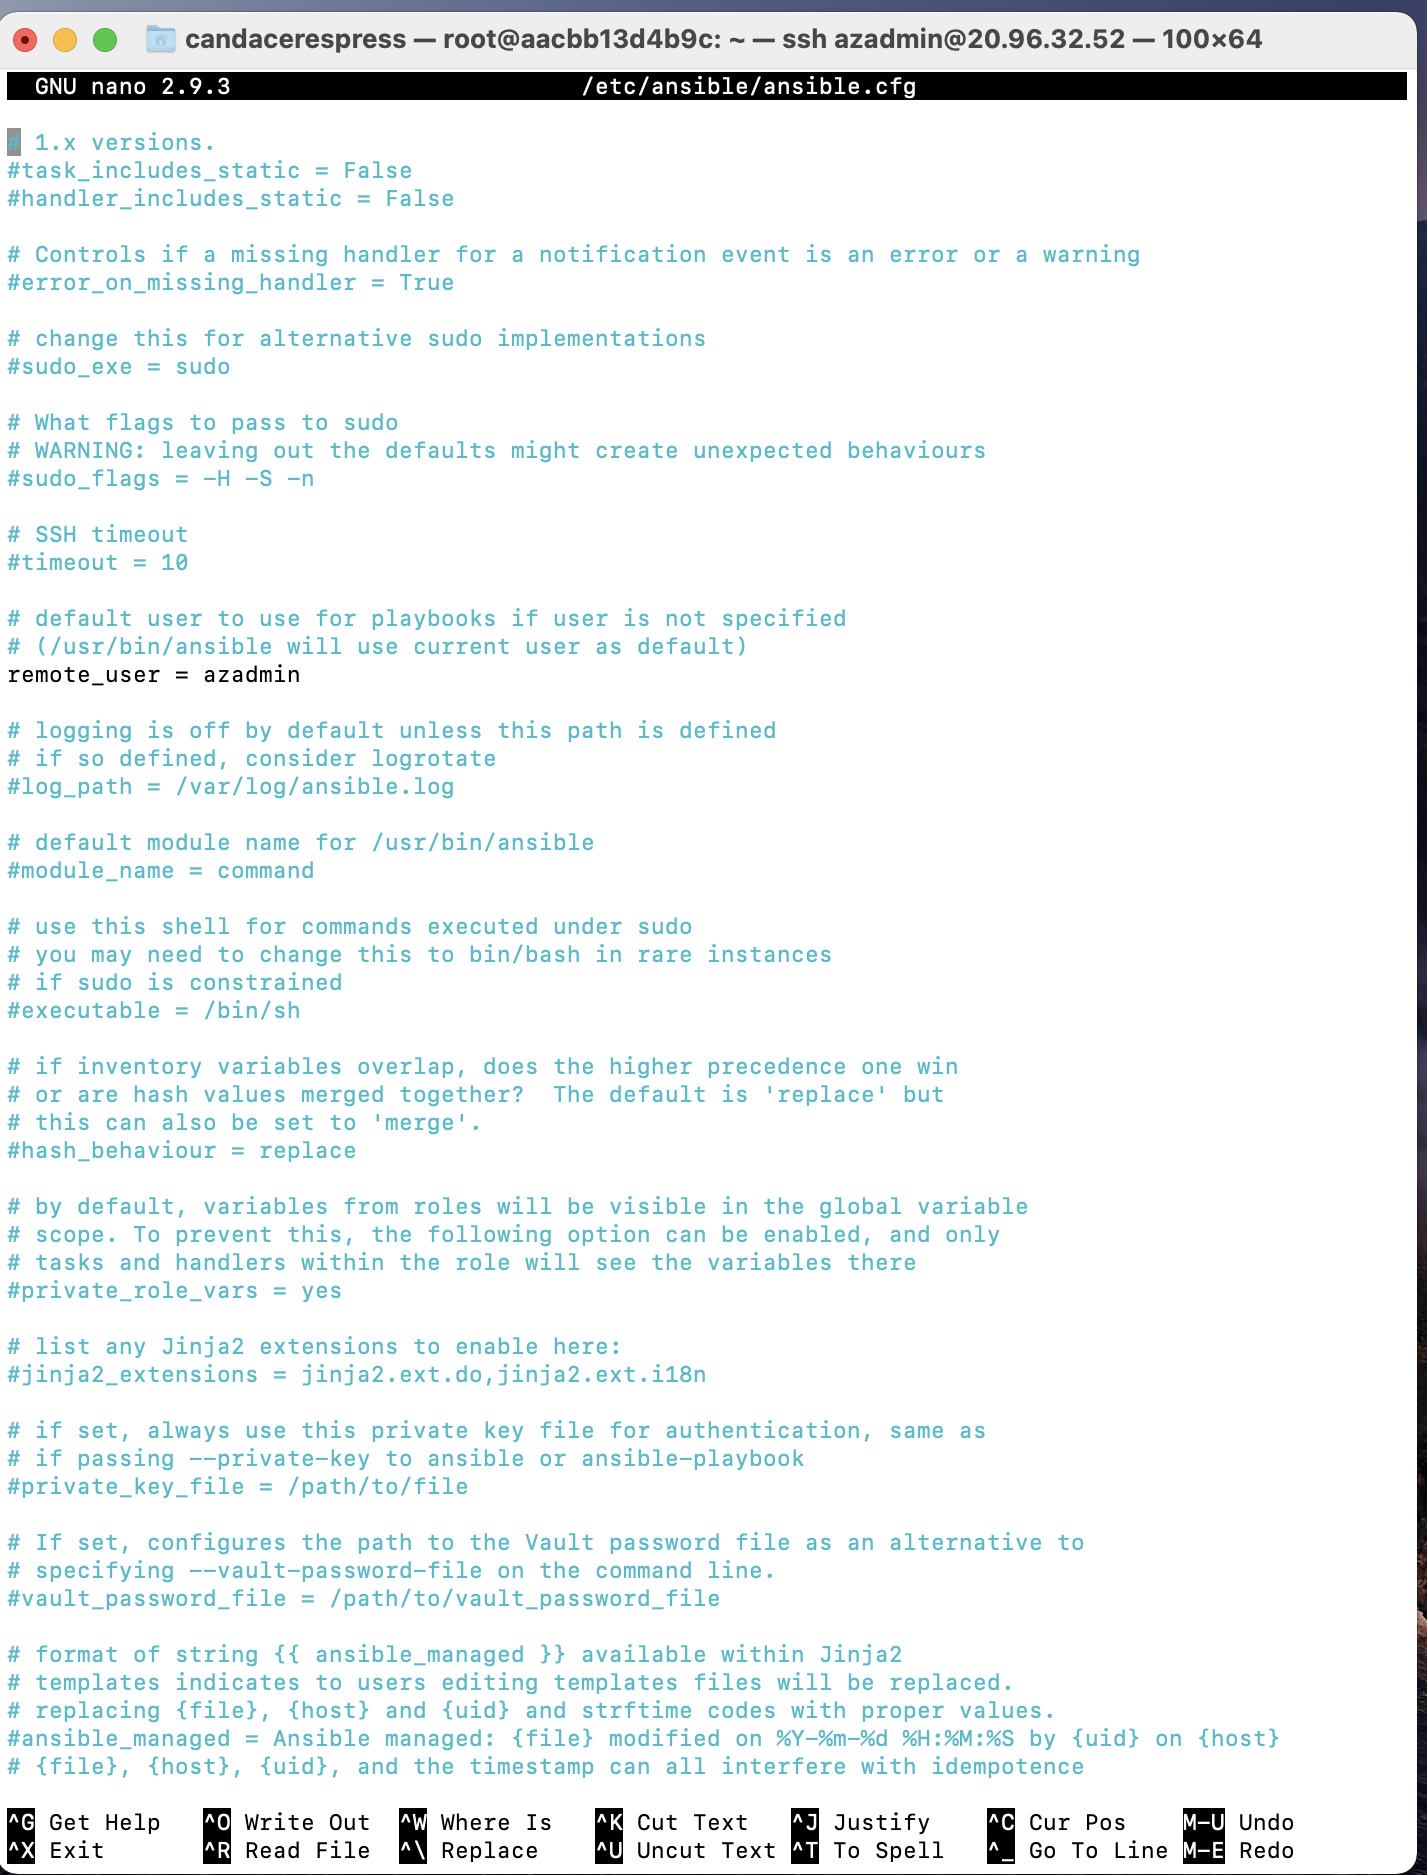 candacerespress — root@aacbb13d4b9c: ~ — ssh azadmin@20.96.32.52 — 100×64
GNU nano 2.9.3 /etc/ansible/ansible.cfg
# 1.x versions.
#task_includes_static = False
#handler_includes_static = False
# Controls if a missing handler for a notification event is an error or a warning
#error_on_missing_handler = True
# change this for alternative sudo implementations
#sudo_exe = sudo
# What flags to pass to sudo
# WARNING: leaving out the defaults might create unexpected behaviours
#sudo_flags = -H -S -n
# SSH timeout
#timeout = 10
# default user to use for playbooks if user is not specified
# (/usr/bin/ansible will use current user as default)
remote_user = azadmin
# logging is off by default unless this path is defined
# if so defined, consider logrotate
#log_path = /var/log/ansible.log
# default module name for /usr/bin/ansible
#module_name = command
# use this shell for commands executed under sudo
# you may need to change this to bin/bash in rare instances
# if sudo is constrained
#executable = /bin/sh
# if inventory variables overlap, does the higher precedence one win
# or are hash values merged together?  The default is 'replace' but
# this can also be set to 'merge'.
#hash_behaviour = replace
# by default, variables from roles will be visible in the global variable
# scope. To prevent this, the following option can be enabled, and only
# tasks and handlers within the role will see the variables there
#private_role_vars = yes
# list any Jinja2 extensions to enable here:
#jinja2_extensions = jinja2.ext.do,jinja2.ext.i18n
# if set, always use this private key file for authentication, same as
# if passing --private-key to ansible or ansible-playbook
#private_key_file = /path/to/file
# If set, configures the path to the Vault password file as an alternative to
# specifying --vault-password-file on the command line.
#vault_password_file = /path/to/vault_password_file
# format of string {{ ansible_managed }} available within Jinja2
# templates indicates to users editing templates files will be replaced.
# replacing {file}, {host} and {uid} and strftime codes with proper values.
#ansible_managed = Ansible managed: {file} modified on %Y-%m-%d %H:%M:%S by {uid} on {host}
# {file}, {host}, {uid}, and the timestamp can all interfere with idempotence
^G Get Help ^O Write Out ^W Where Is ^K Cut Text ^J Justify ^C Cur Pos M-U Undo
^X Exit ^R Read File ^\ Replace ^U Uncut Text ^T To Spell ^_ Go To Line M-E Redo